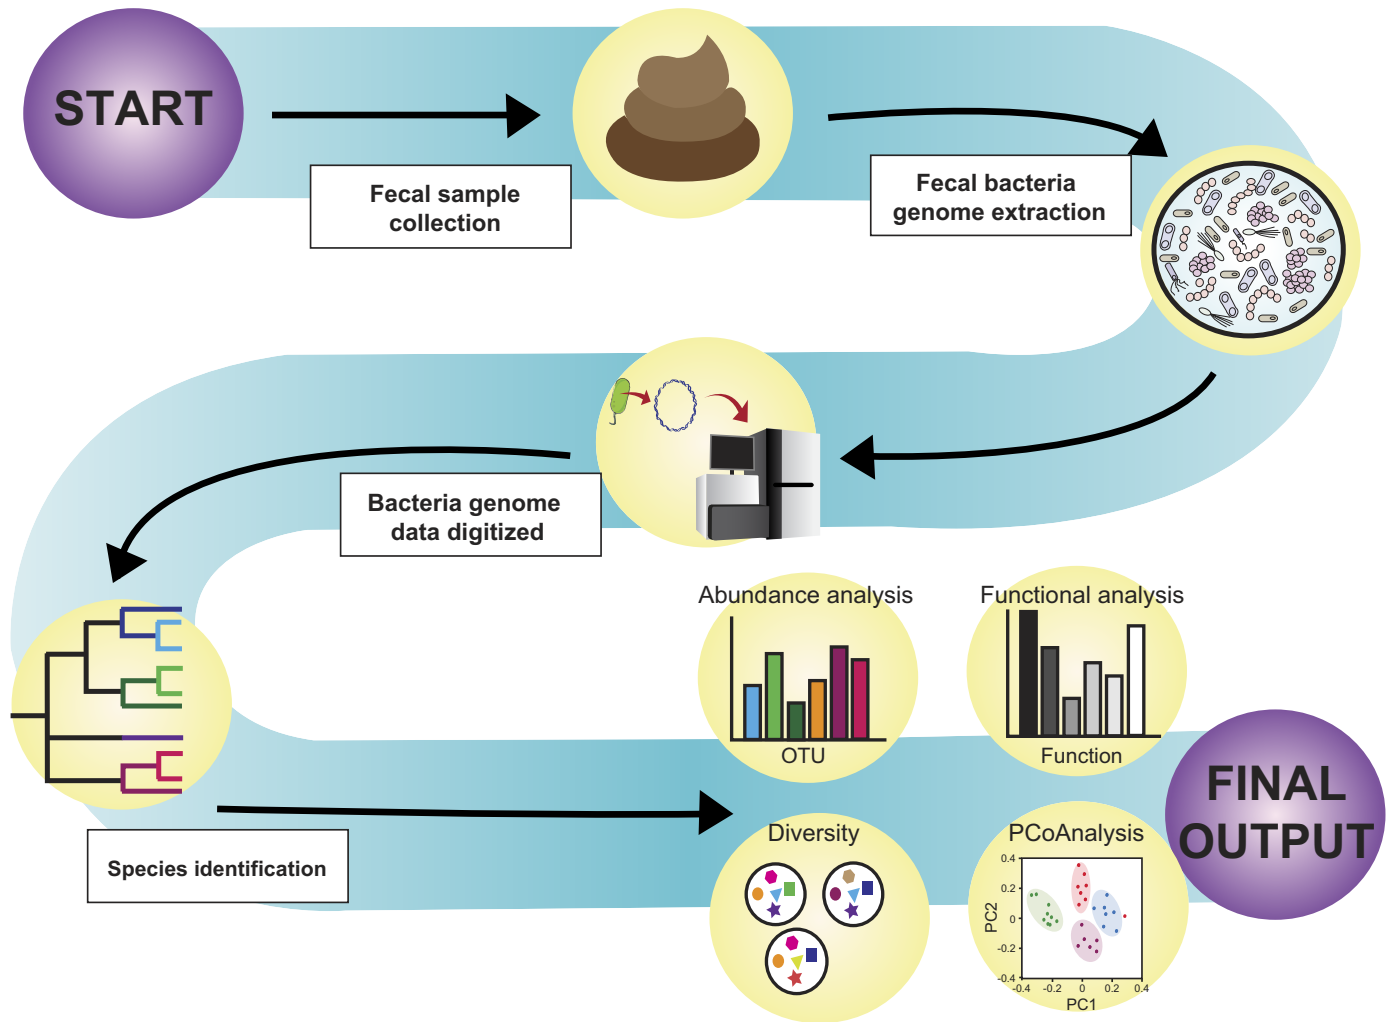 START
Fecal sample
collection
Fecal bacteria
genome extraction
Bacteria genome
data digitized
Species identification
Abundance analysis
OTU
Functional analysis
Function
Diversity
PCoAnalysis
PC2
0.4
0.2
0
-0.2
-0.4
-0.4 -0.2 0 0.2 0.4
PC1
FINAL
OUTPUT